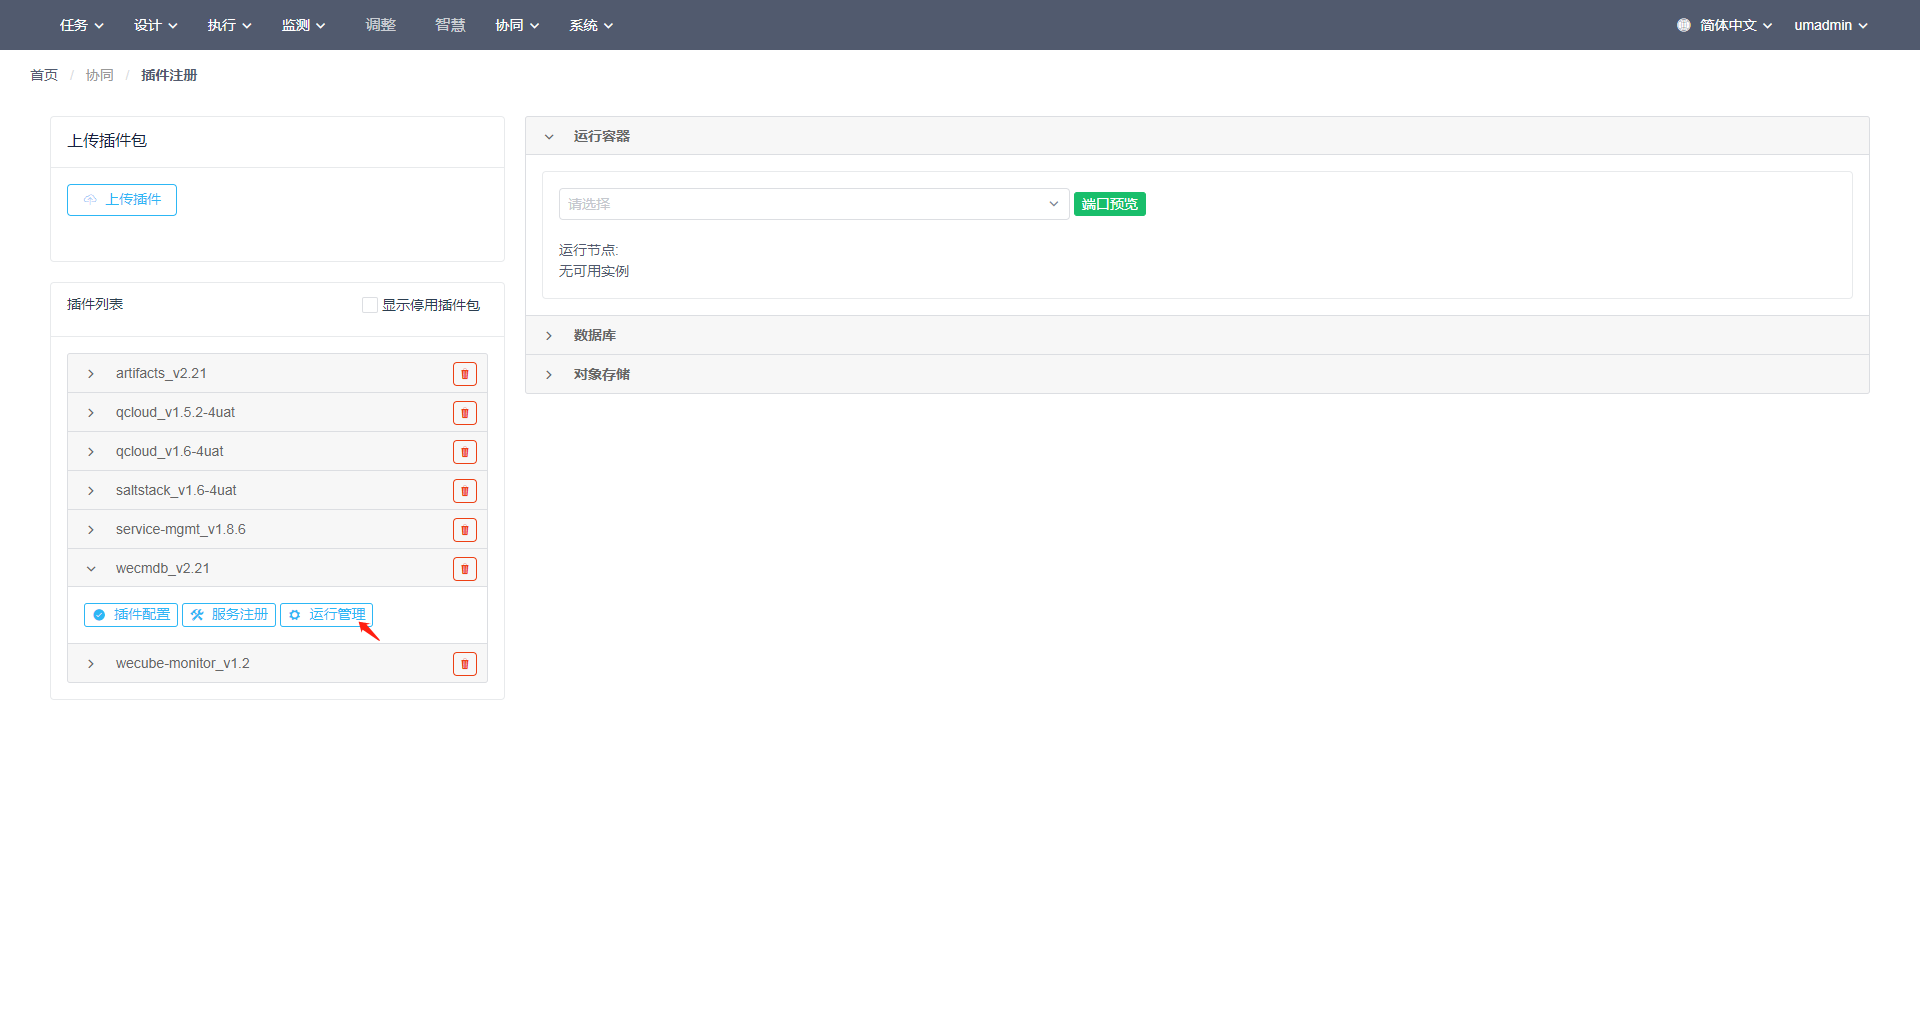 任务 设计 执行 监测 调整 智慧 协同 系统 简体中文 umadmin
首页 / 协同 / 插件注册
上传插件包
上传插件
插件列表 显示停用插件包
artifacts_v2.21
qcloud_v1.5.2-4uat
qcloud_v1.6-4uat
saltstack_v1.6-4uat
service-mgmt_v1.8.6
wecmdb_v2.21
插件配置 服务注册 运行管理
wecube-monitor_v1.2
运行容器
请选择 端口预览
运行节点:
无可用实例
数据库
对象存储